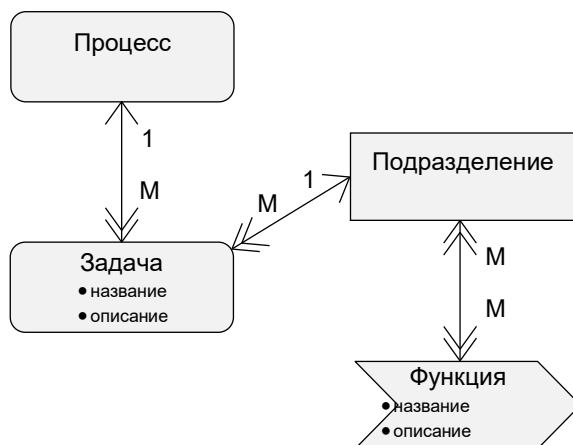 Процесс
1
М
Задача
• название
• описание
М
1
Подразделение
М
М
Функция
• название
• описание